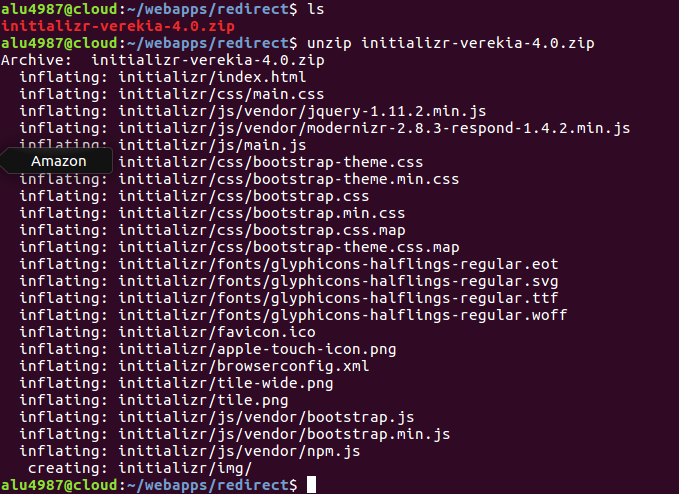 alu4987@cloud:~/webapps/redirect$ ls
initializr-verekia-4.0.zip
alu4987@cloud:~/webapps/redirect$ unzip initializr-verekia-4.0.zip
Archive:  initializr-verekia-4.0.zip
  inflating: initializr/index.html
  inflating: initializr/css/main.css
  inflating: initializr/js/vendor/jquery-1.11.2.min.js
  inflating: initializr/js/vendor/modernizr-2.8.3-respond-1.4.2.min.js
  inflating: initializr/js/main.js
Amazon
initializr/css/bootstrap-theme.css
  inflating: initializr/css/bootstrap-theme.min.css
  inflating: initializr/css/bootstrap.css
  inflating: initializr/css/bootstrap.min.css
  inflating: initializr/css/bootstrap.css.map
  inflating: initializr/css/bootstrap-theme.css.map
  inflating: initializr/fonts/glyphicons-halflings-regular.eot
  inflating: initializr/fonts/glyphicons-halflings-regular.svg
  inflating: initializr/fonts/glyphicons-halflings-regular.ttf
  inflating: initializr/fonts/glyphicons-halflings-regular.woff
  inflating: initializr/favicon.ico
  inflating: initializr/apple-touch-icon.png
  inflating: initializr/browserconfig.xml
  inflating: initializr/tile-wide.png
  inflating: initializr/tile.png
  inflating: initializr/js/vendor/bootstrap.js
  inflating: initializr/js/vendor/bootstrap.min.js
  inflating: initializr/js/vendor/npm.js
   creating: initializr/img/
alu4987@cloud:~/webapps/redirect$